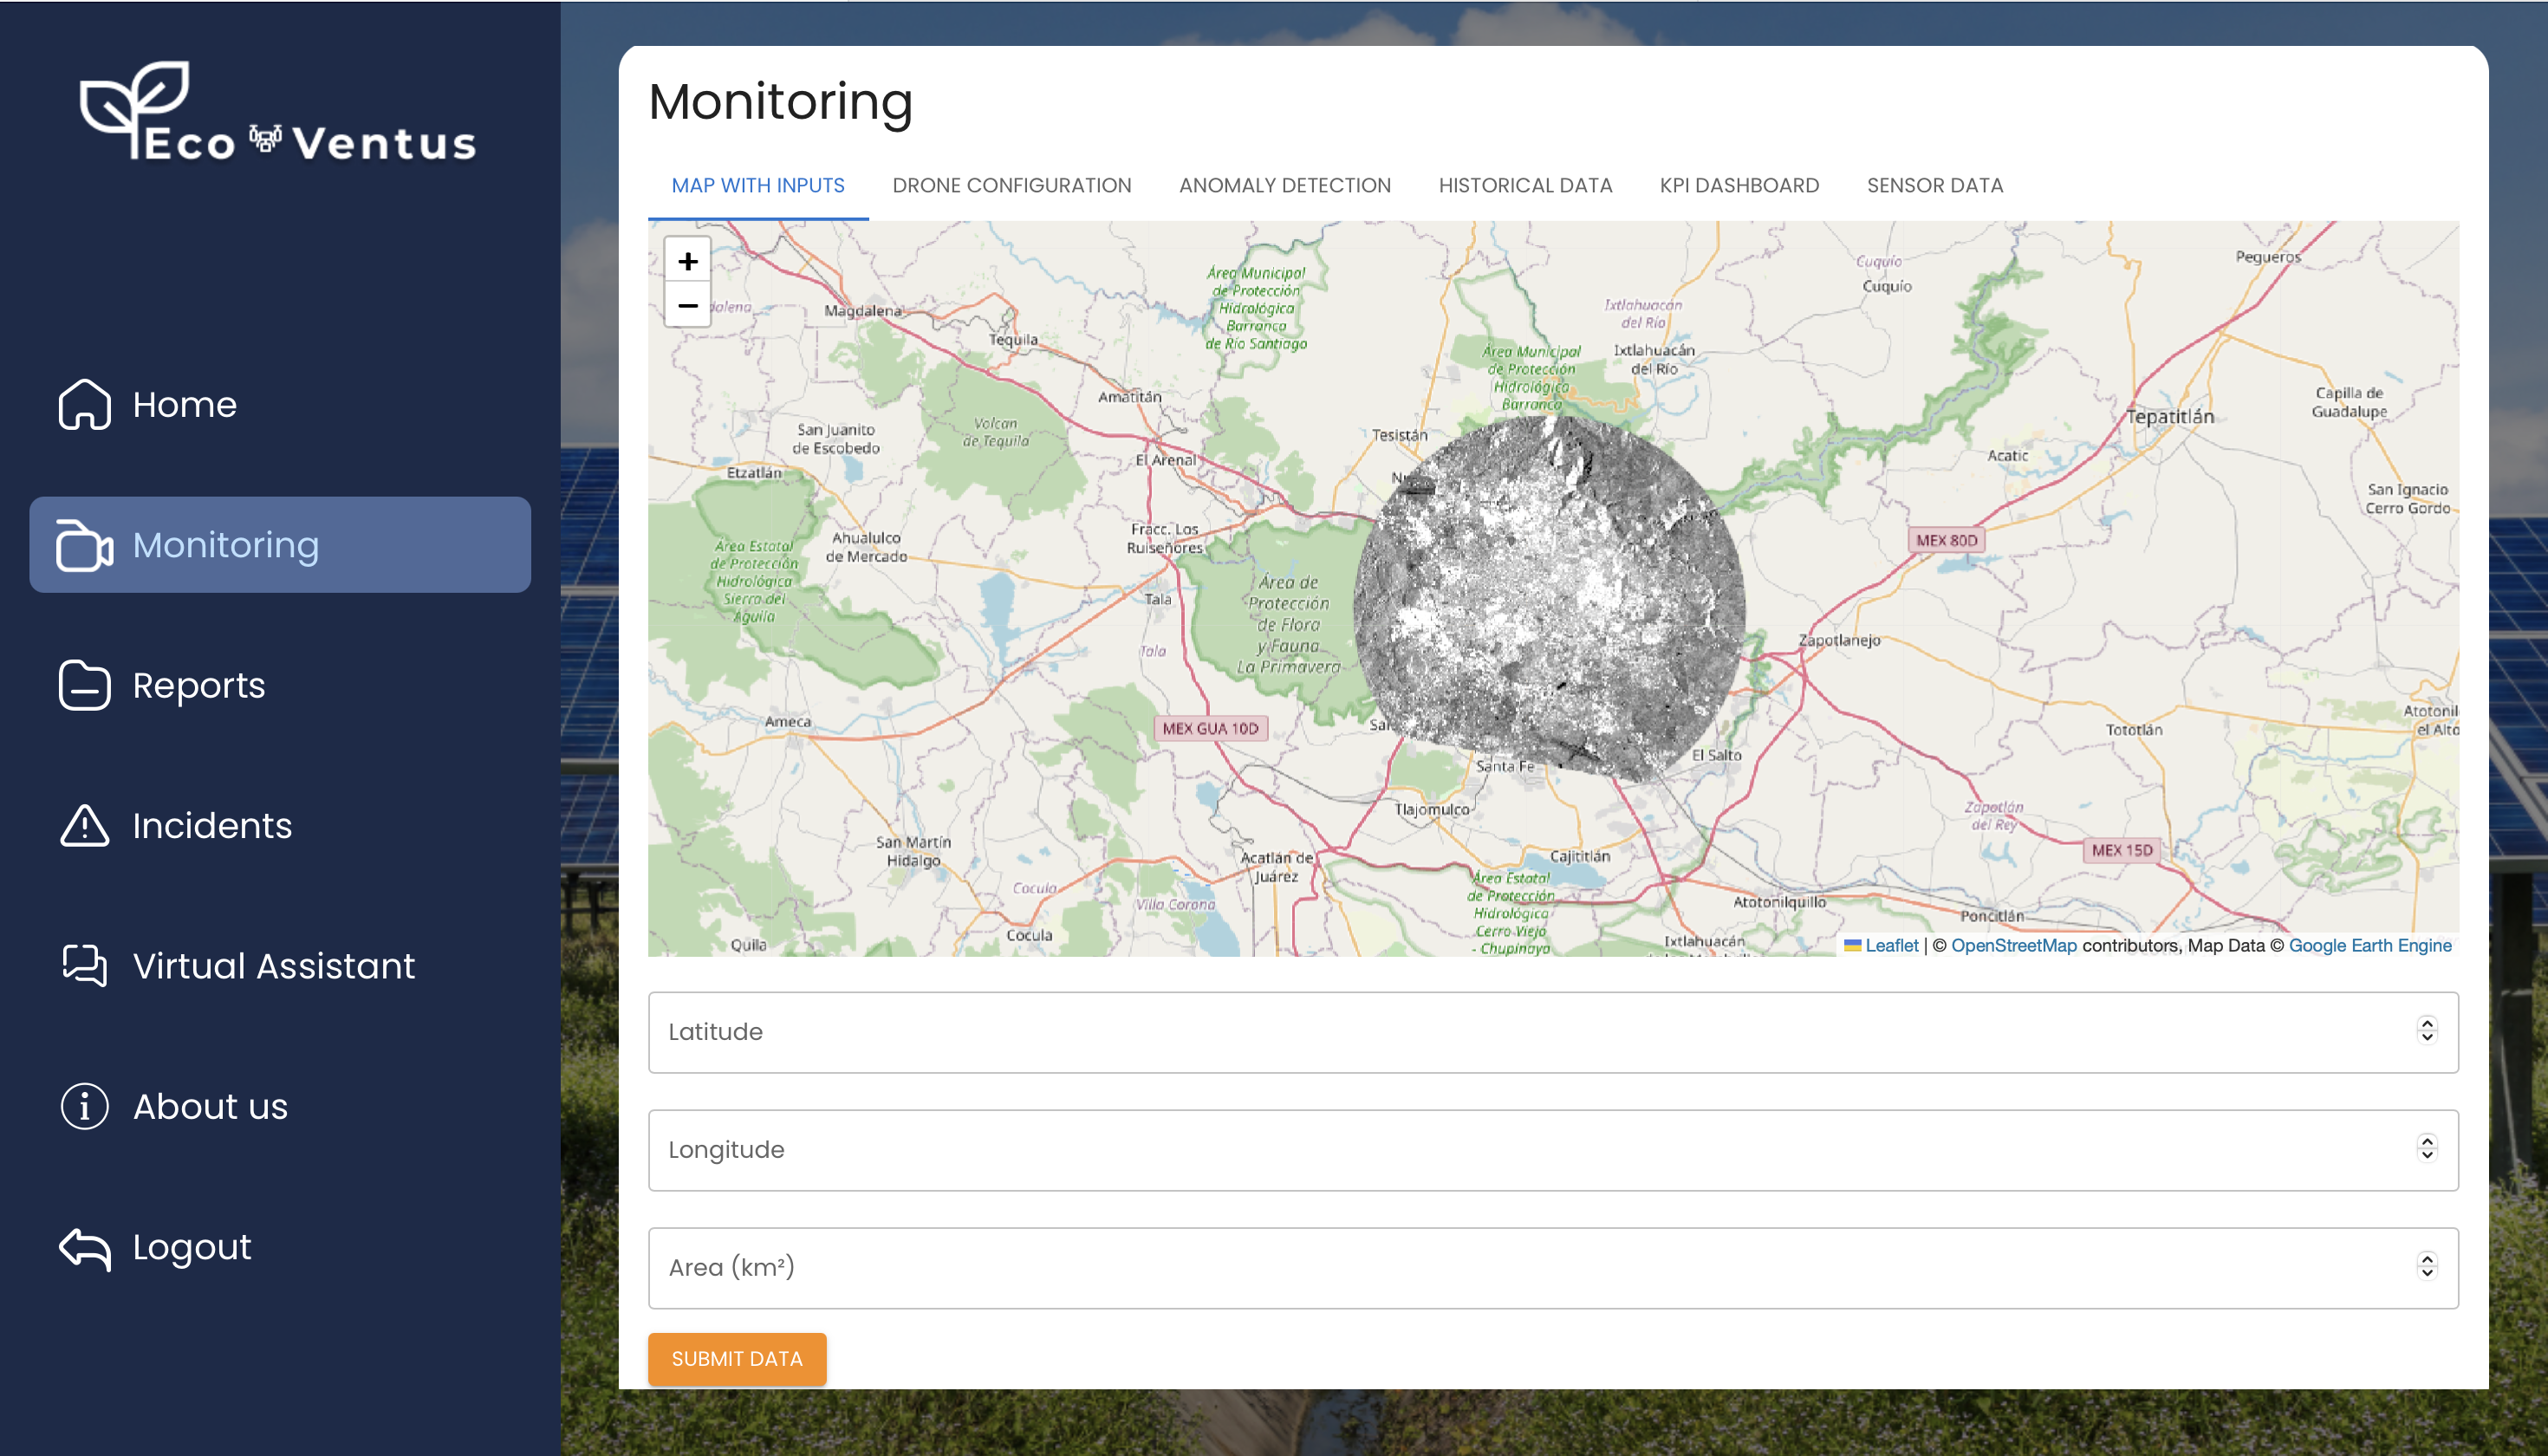 Eco Ventus
Home
Monitoring
Reports
Incidents
Virtual Assistant
About us
Logout
Monitoring
MAP WITH INPUTS
DRONE CONFIGURATION
ANOMALY DETECTION
HISTORICAL DATA
KPI DASHBOARD
SENSOR DATA
+
−
Magdalena
Tequila
Amatitán
Volcan
de Tequila
San Juanito
de Escobedo
Etzatlán
El Arenal
Área Municipal
de Protección
Hidrológica
Barranca
de Río Santiago
Área Municipal
de Protección
Hidrológica
Barranca
Ixtlahuacán
del Río
Ixtlahuacán
del Río
Cuquío
Cuquío
Pegueros
Capilla de
Guadalupe
Tepatitlán
Acatic
San Ignacio
Cerro Gordo
Tesistán
MEX 80D
Ahualulco
de Mercado
Fracc. Los
Ruiseñores
Area Estatal
de Protección
Hidrológica
Sierra del
Aguila
Tala
Tala
Área de
Protección
de Flora
y Fauna
La Primavera
Zapotlanejo
Ameca
MEX GUA 10D
Santa Fe
El Salto
Tototlán
Atotonil
el Alto
Tlajomulco
Zapotlán
del Rey
San Martín
Hidalgo
Acatlán de
Juárez
Cajititlán
MEX 15D
Cocula
Villa Corona
Área Estatal
de Protección
Hidrológica
Cerro Viejo
- Chupinaya
Atotonilquillo
Poncitlán
Cocula
Quila
Ixtlahuacán
Leaflet | © OpenStreetMap contributors, Map Data © Google Earth Engine
Latitude
Longitude
Area (km²)
SUBMIT DATA